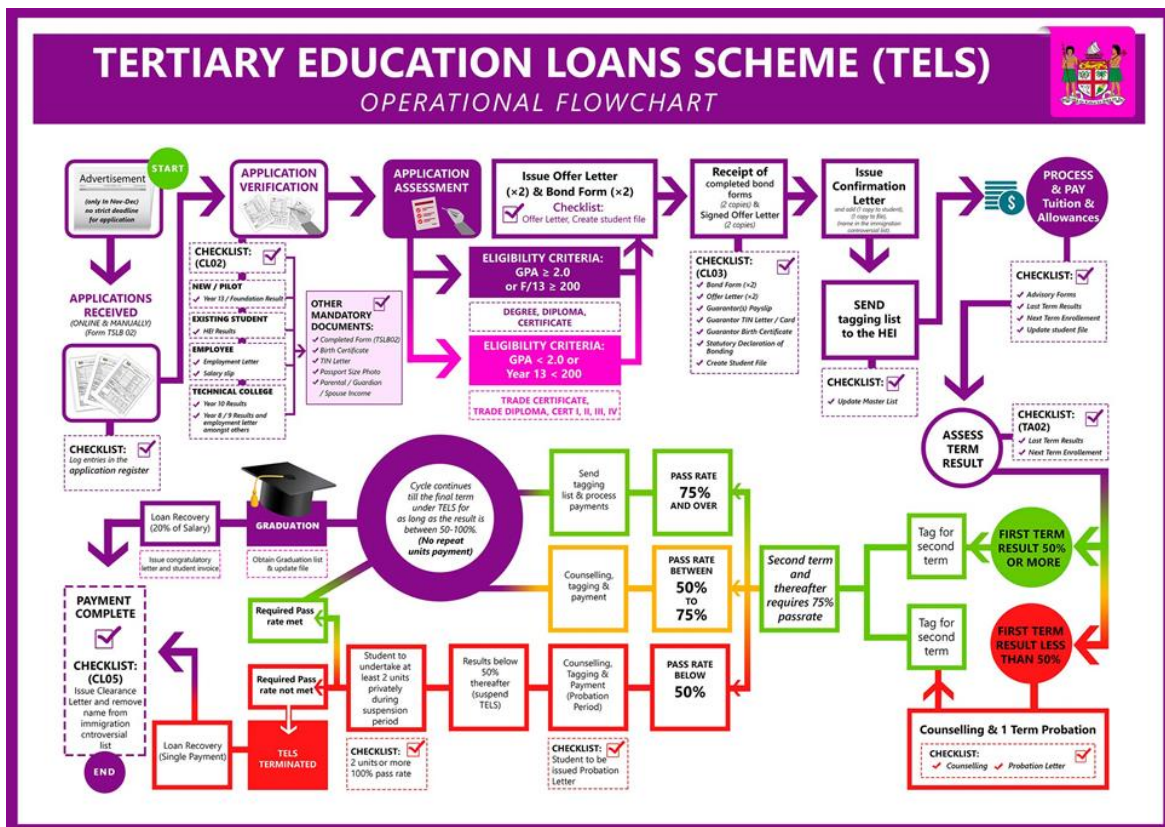 TERTIARY EDUCATION LOANS SCHEME (TELS)
OPERATIONAL FLOWCHART
START
Advertisement
(only In Nov-Dec)
no strict deadline
for application
APPLICATIONS
RECEIVED
(ONLINE & MANUALLY)
(Form TSLB 02)
CHECKLIST:
Log entries in the
application register
APPLICATION
VERIFICATION
CHECKLIST:
(CL02)
NEW / PILOT
Year 13 / Foundation Result
EXISTING STUDENT
HEI Results
EMPLOYEE
Employment Letter
Salary slip
TECHNICAL COLLEGE
Year 10 Results
Year 8 / 9 Results and
employment letter
amongst others
OTHER
MANDATORY
DOCUMENTS:
Completed Form (TSLB02)
Birth Certificate
TIN Letter
Passport Size Photo
Parental / Guardian
/ Spouse Income
APPLICATION
ASSESSMENT
Issue Offer Letter
(×2) & Bond Form (×2)
Checklist:
Offer Letter, Create student file
ELIGIBILITY CRITERIA:
GPA ≥ 2.0
or F/13 ≥ 200
DEGREE, DIPLOMA,
CERTIFICATE
ELIGIBILITY CRITERIA:
GPA < 2.0 or
Year 13 < 200
TRADE CERTIFICATE,
TRADE DIPLOMA, CERT I, II, III, IV
Receipt of
completed bond
forms
(2 copies) &
Signed Offer Letter
(2 copies)
CHECKLIST:
(CL03)
Bond Form (×2)
Offer Letter (×2)
Guarantor(s) Payslip
Guarantor TIN Letter / Card
Guarantor Birth Certificate
Statutory Declaration of
Bonding
Create Student File
Issue
Confirmation
Letter
and add (1 copy to student),
(1 copy to file),
(name in the immigration
controversial list)
SEND
tagging list
to the HEI
CHECKLIST:
Update Master List
PROCESS
& PAY
Tuition &
Allowances
CHECKLIST:
Advisory Forms
Last Term Results
Next Term Enrollement
Update student file
ASSESS
TERM
RESULT
CHECKLIST:
(TA02)
Last Term Results
Next Term Enrollement
FIRST TERM
RESULT 50%
OR MORE
Tag for
second
term
FIRST TERM
RESULT LESS
THAN 50%
Tag for
second
term
Counselling & 1 Term Probation
CHECKLIST:
Counselling
Probation Letter
Second term
and
thereafter
requires 75%
passrate
PASS RATE
75%
AND OVER
Send
tagging
list & process
payments
PASS RATE
BETWEEN
50%
TO
75%
Counselling,
tagging &
payment
PASS RATE
BELOW
50%
Counselling,
Tagging &
Payment
(Probation
Period)
CHECKLIST:
Student to be
issued Probation
Letter
Results below
50%
thereafter
(suspend
TELS)
Student to
undertake at
least 2 units
privately
during
suspension
period
CHECKLIST:
2 units or more
100% pass rate
Required Pass
rate met
Required Pass
rate not met
TELS
TERMINATED
Loan Recovery
(Single Payment)
Cycle continues
till the final term
under TELS for
as long as the result is
between 50-100%.
(No repeat
units payment)
GRADUATION
Obtain Graduation list
& update file
Loan Recovery
(20% of Salary)
Issue congratulatory
letter and student invoice
PAYMENT
COMPLETE
CHECKLIST:
(CL05)
Issue Clearance
Letter and remove
name from
immigration
cntroversial
list
END